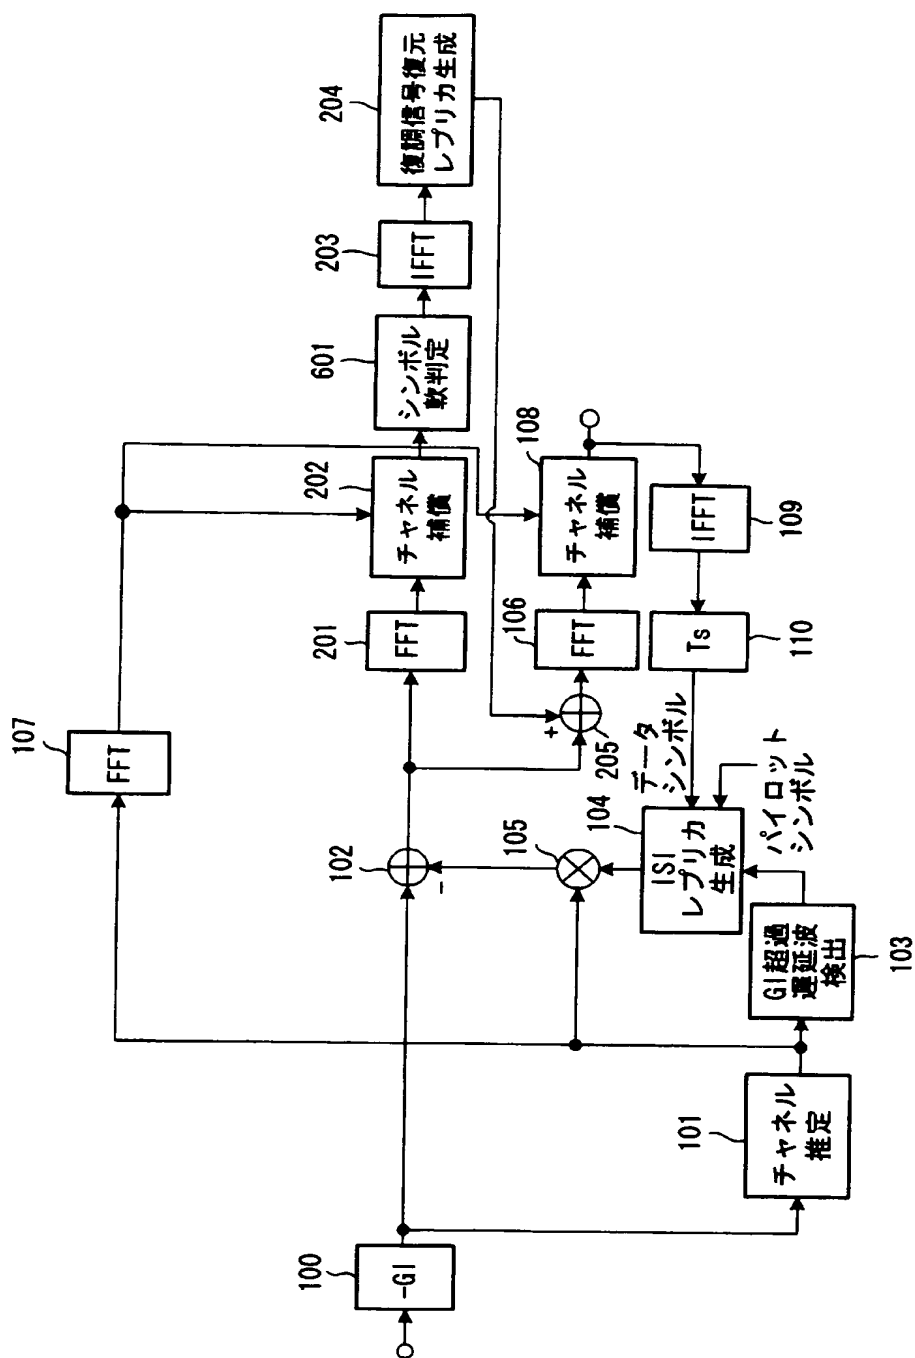 107
FFT
204
復調信号復元
レプリカ生成
203
IFFT
601
シンボル
軟判定
202
チャネル
補償
201
FFT
108
チャネル
補償
106
FFT
+
205
IFFT
109
Ts
110
データ
シンボル
パイロット
シンボル
102
-
105
104
ISI
レプリカ
生成
GI超過
遅延波
検出
103
101
チャネル
推定
100
-GI